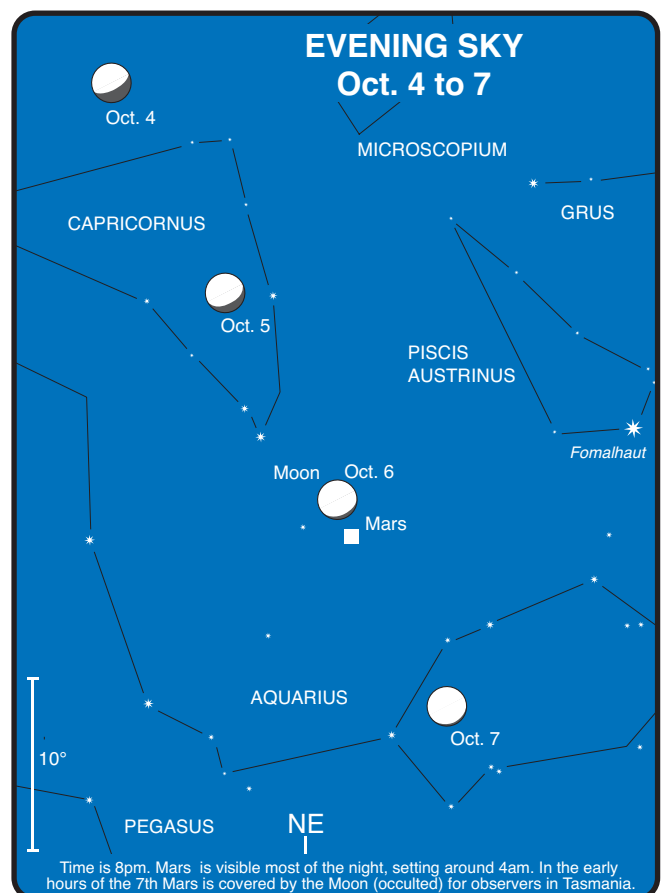 EVENING SKY
Oct. 4 to 7
Oct. 4
MICROSCOPIUM
GRUS
CAPRICORNUS
Oct. 5
PISCIS
AUSTRINUS
Fomalhaut
Moon Oct. 6
Mars
AQUARIUS
Oct. 7
10°
PEGASUS
NE
Time is 8pm. Mars is visible most of the night, setting around 4am. In the early
hours of the 7th Mars is covered by the Moon (occulted) for observers in Tasmania.